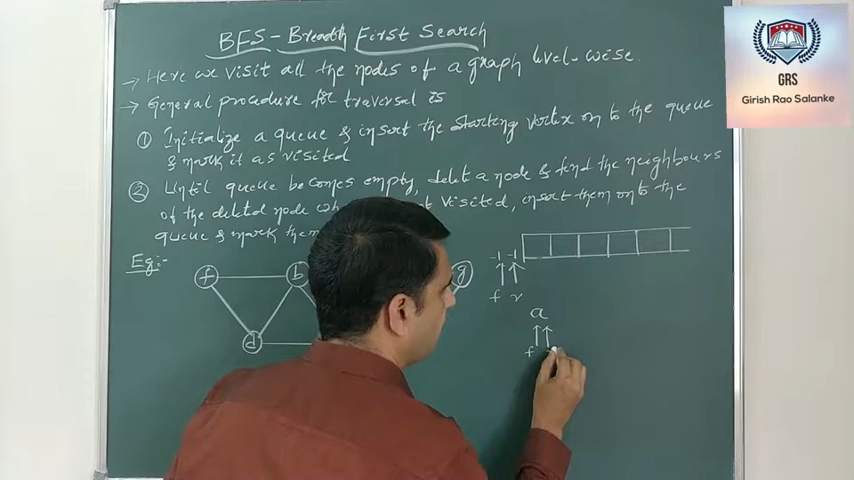 BFS - Breadth First Search
→ Here we visit all the nodes of a graph level-wise.
→ General procedure for traversal is
① Initialize a queue & insert the starting vertex on to the queue
& mark it as visited
② Until queue becomes empty, delete a node & find the neighbours
of the deleted node visited, insert them onto the
queue & mark
Eg:-
f b g
d
-1 -1
f r
a
f
GRS
Girish Rao Salanke